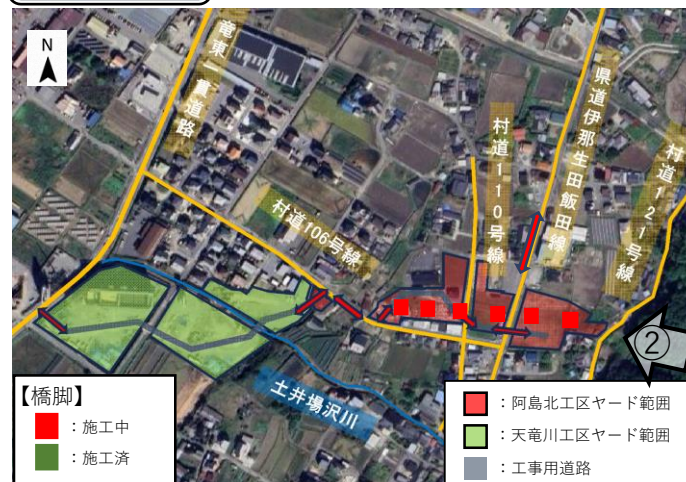 N
竜東一貫道路
村道106号線
村道110号線
県道伊那生田飯田線
村道121号線
土井場沢川
②
【橋脚】
：施工中
：施工済
：阿島北工区ヤード範囲
：天竜川工区ヤード範囲
：工事用道路